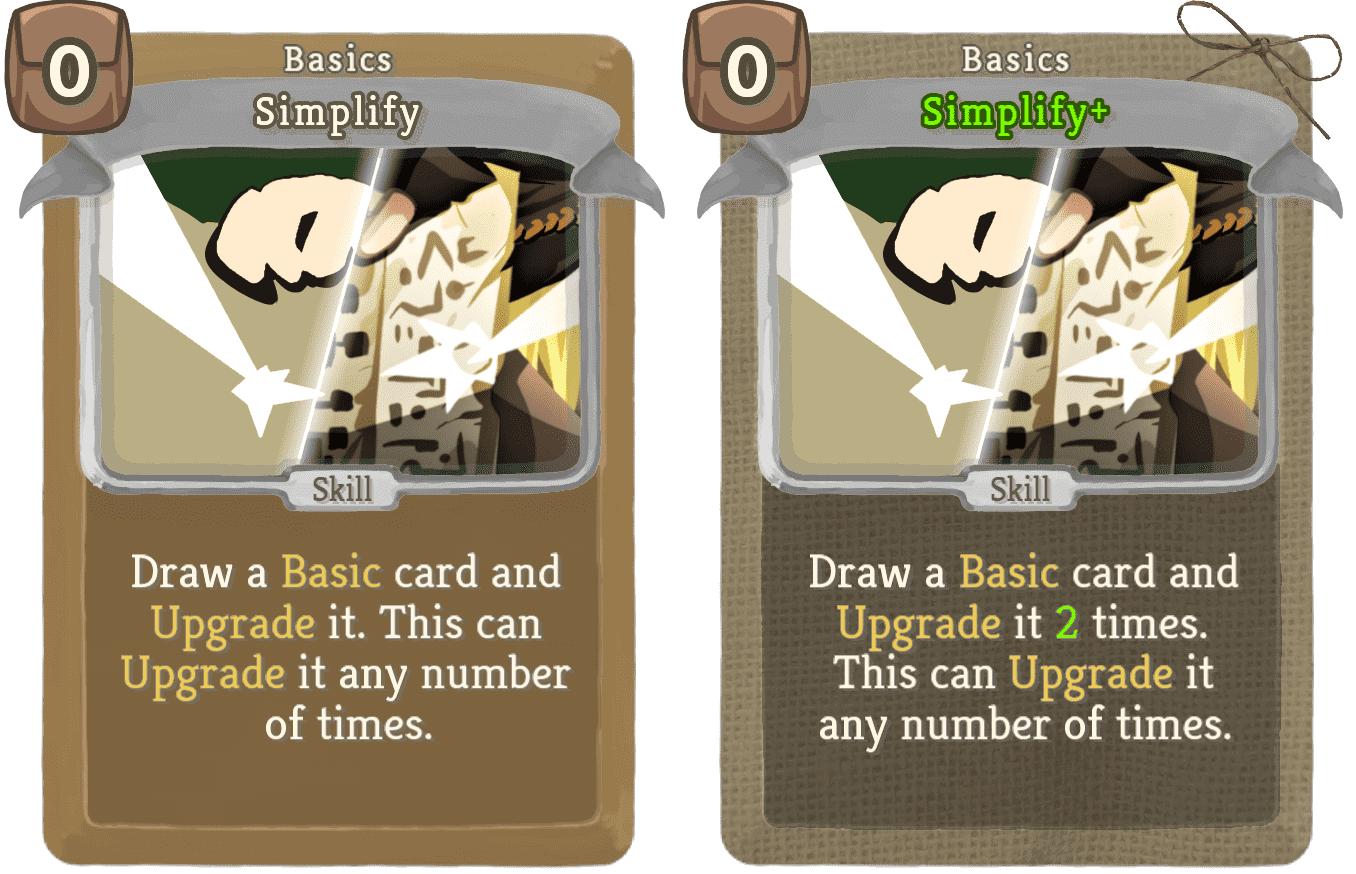 0
Basics
Simplify
Skill
Draw a Basic card and
Upgrade it. This can
Upgrade it any number
of times.
0
Basics
Simplify+
Skill
Draw a Basic card and
Upgrade it 2 times.
This can Upgrade it
any number of times.